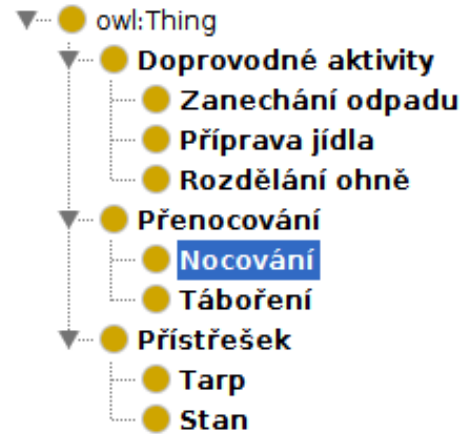 owl:Thing
Doprovodné aktivity
Zanechání odpadu
Příprava jídla
Rozdělání ohně
Přenocování
Nocování
Táboření
Přístřešek
Tarp
Stan